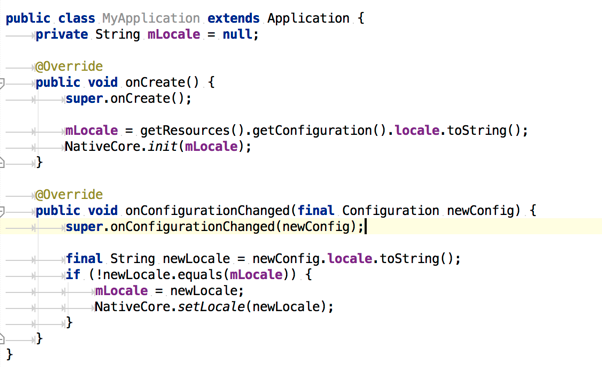 public class MyApplication extends Application {
private String mLocale = null;
@Override
public void onCreate() {
super.onCreate();
mLocale = getResources().getConfiguration().locale.toString();
NativeCore.init(mLocale);
}
@Override
public void onConfigurationChanged(final Configuration newConfig) {
super.onConfigurationChanged(newConfig);
final String newLocale = newConfig.locale.toString();
if (!newLocale.equals(mLocale)) {
mLocale = newLocale;
NativeCore.setLocale(newLocale);
}
}
}